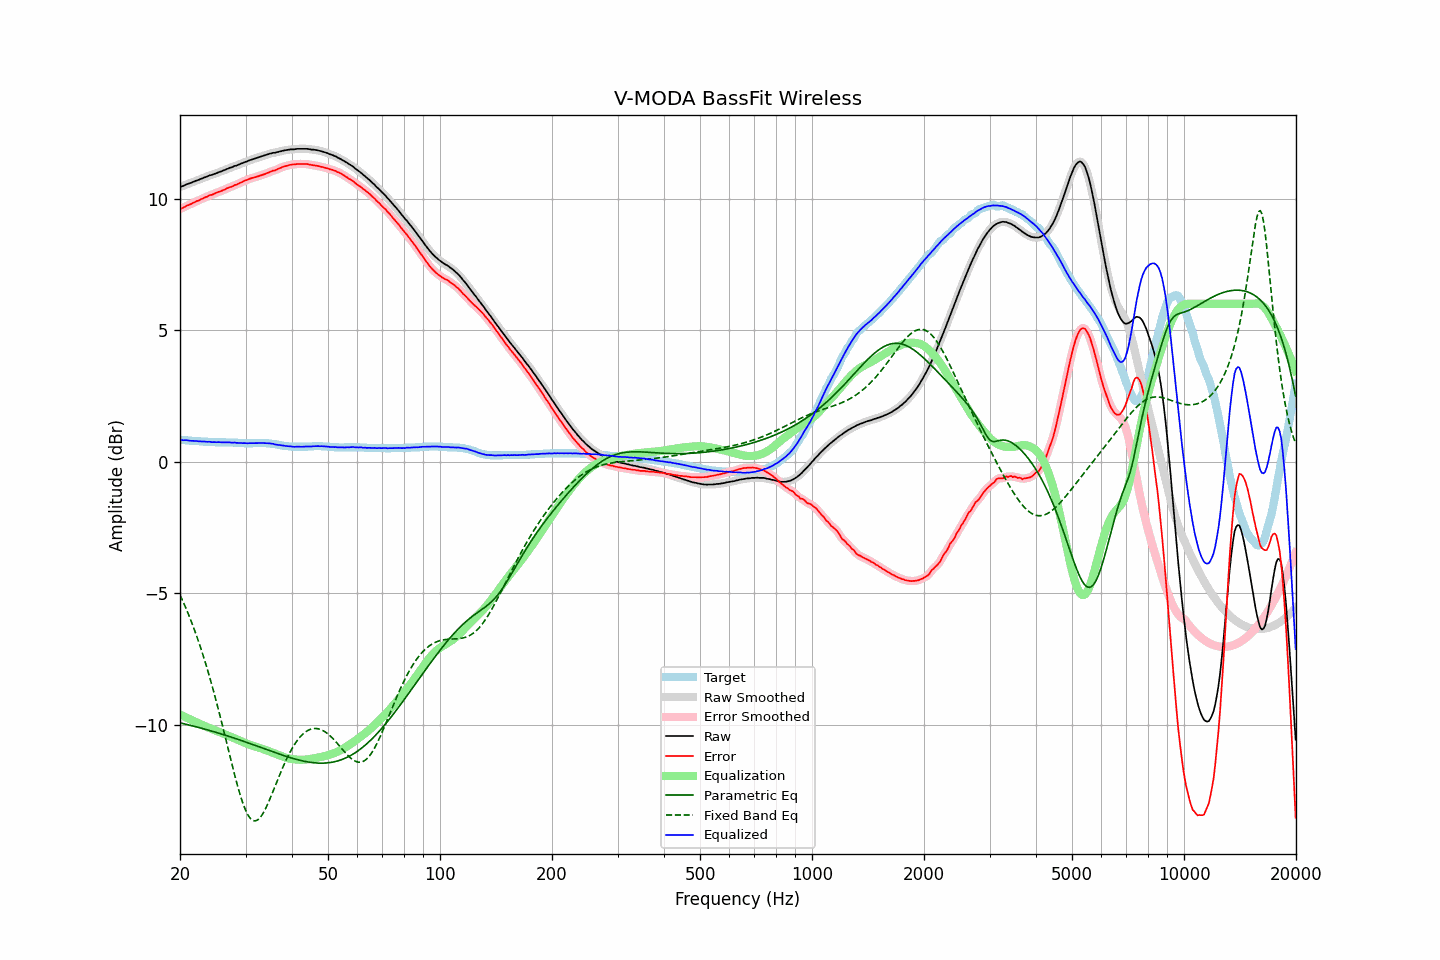 V-MODA BassFit Wireless
Amplitude (dBr)
10
5
0
−5
−10
Target
Raw Smoothed
Error Smoothed
Raw
Error
Equalization
Parametric Eq
Fixed Band Eq
Equalized
20 50 100 200 500 1000 2000 5000 10000 20000
Frequency (Hz)